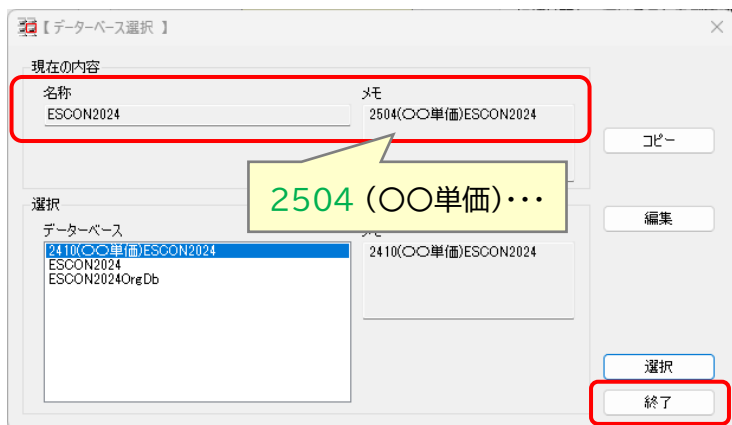 【 データーベース選択 】
現在の内容
名称
メモ
ESCON2024
2504(〇〇単価)ESCON2024
コピー
2504 (〇〇単価)･･･
選択
編集
データーベース
2410(〇〇単価)ESCON2024
ESCON2024
ESCON2024OrgDb
2410(〇〇単価)ESCON2024
選択
終了